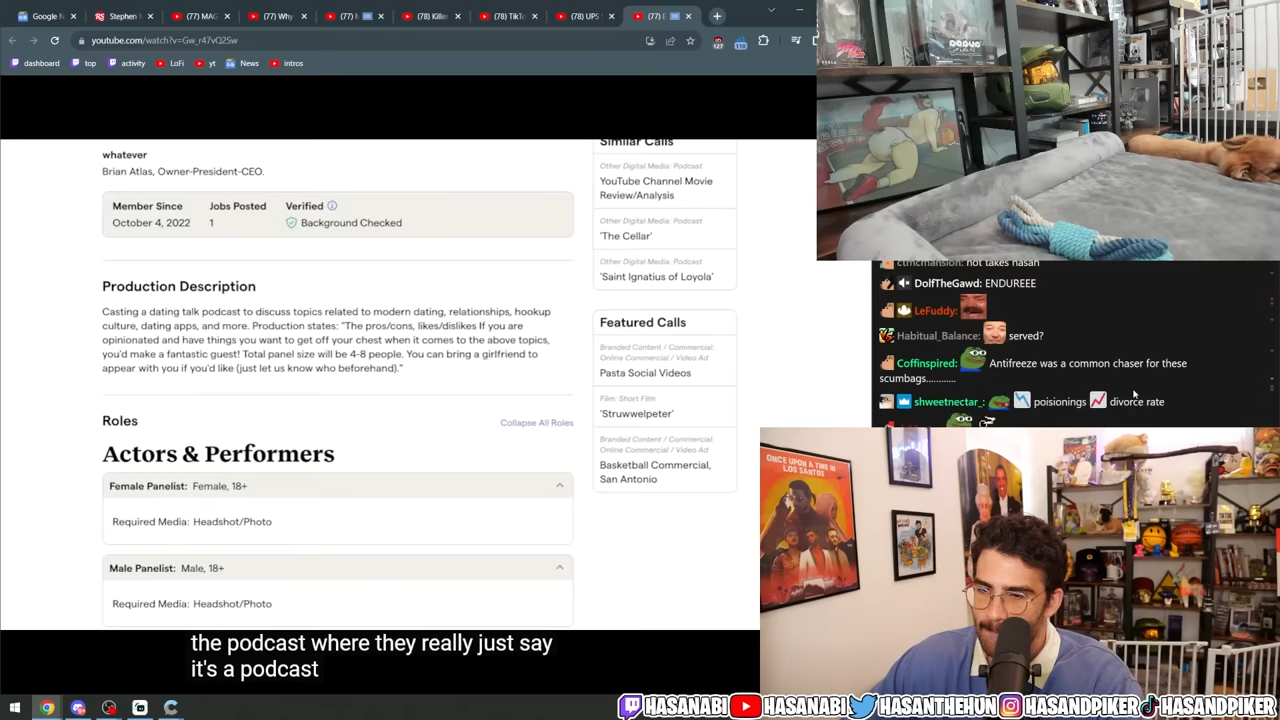 Google N
Stephen
(77) MAG
(77) Why
(77) N
(78) Killer
(78) TikTo
(78) UPS
(77) E
youtube.com/watch?v=Gw_r47vQ2Sw
127
dashboard
top
activity
LoFi
yt
News
intros
whatever
Brian Atlas, Owner-President-CEO.
Member Since
Jobs Posted
Verified
October 4, 2022
1
Background Checked
Production Description
Casting a dating talk podcast to discuss topics related to modern dating, relationships, hookup
culture, dating apps, and more. Production states: "The pros/cons, likes/dislikes If you are
opinionated and have things you want to get off your chest when it comes to the above topics,
you'd make a fantastic guest! Total panel size will be 4-8 people. You can bring a girlfriend to
appear with you if you'd like (just let us know who beforehand)."
Roles
Collapse All Roles
Actors & Performers
Female Panelist: Female, 18+
Required Media: Headshot/Photo
Male Panelist: Male, 18+
Required Media: Headshot/Photo
Similar Calls
Other Digital Media: Podcast
YouTube Channel Movie
Review/Analysis
Other Digital Media: Podcast
'The Cellar'
Other Digital Media: Podcast
'Saint Ignatius of Loyola'
Featured Calls
Branded Content / Commercial:
Online Commercial / Video Ad
Pasta Social Videos
Film: Short Film
'Struwwelpeter'
Branded Content / Commercial:
Online Commercial / Video Ad
Basketball Commercial,
San Antonio
the podcast where they really just say
it's a podcast
ctmcmansion: hot takes hasan
DolfTheGawd: ENDUREEE
LeFuddy:
Habitual_Balance: served?
Coffinspired: Antifreeze was a common chaser for these
scumbags............
shweetnectar_: poisionings divorce rate
ONCE UPON A TIME IN
LOS SANTOS
HASANABI
HASANABI
HASANTHEHUN
HASANDPIKER
HASANDPIKER